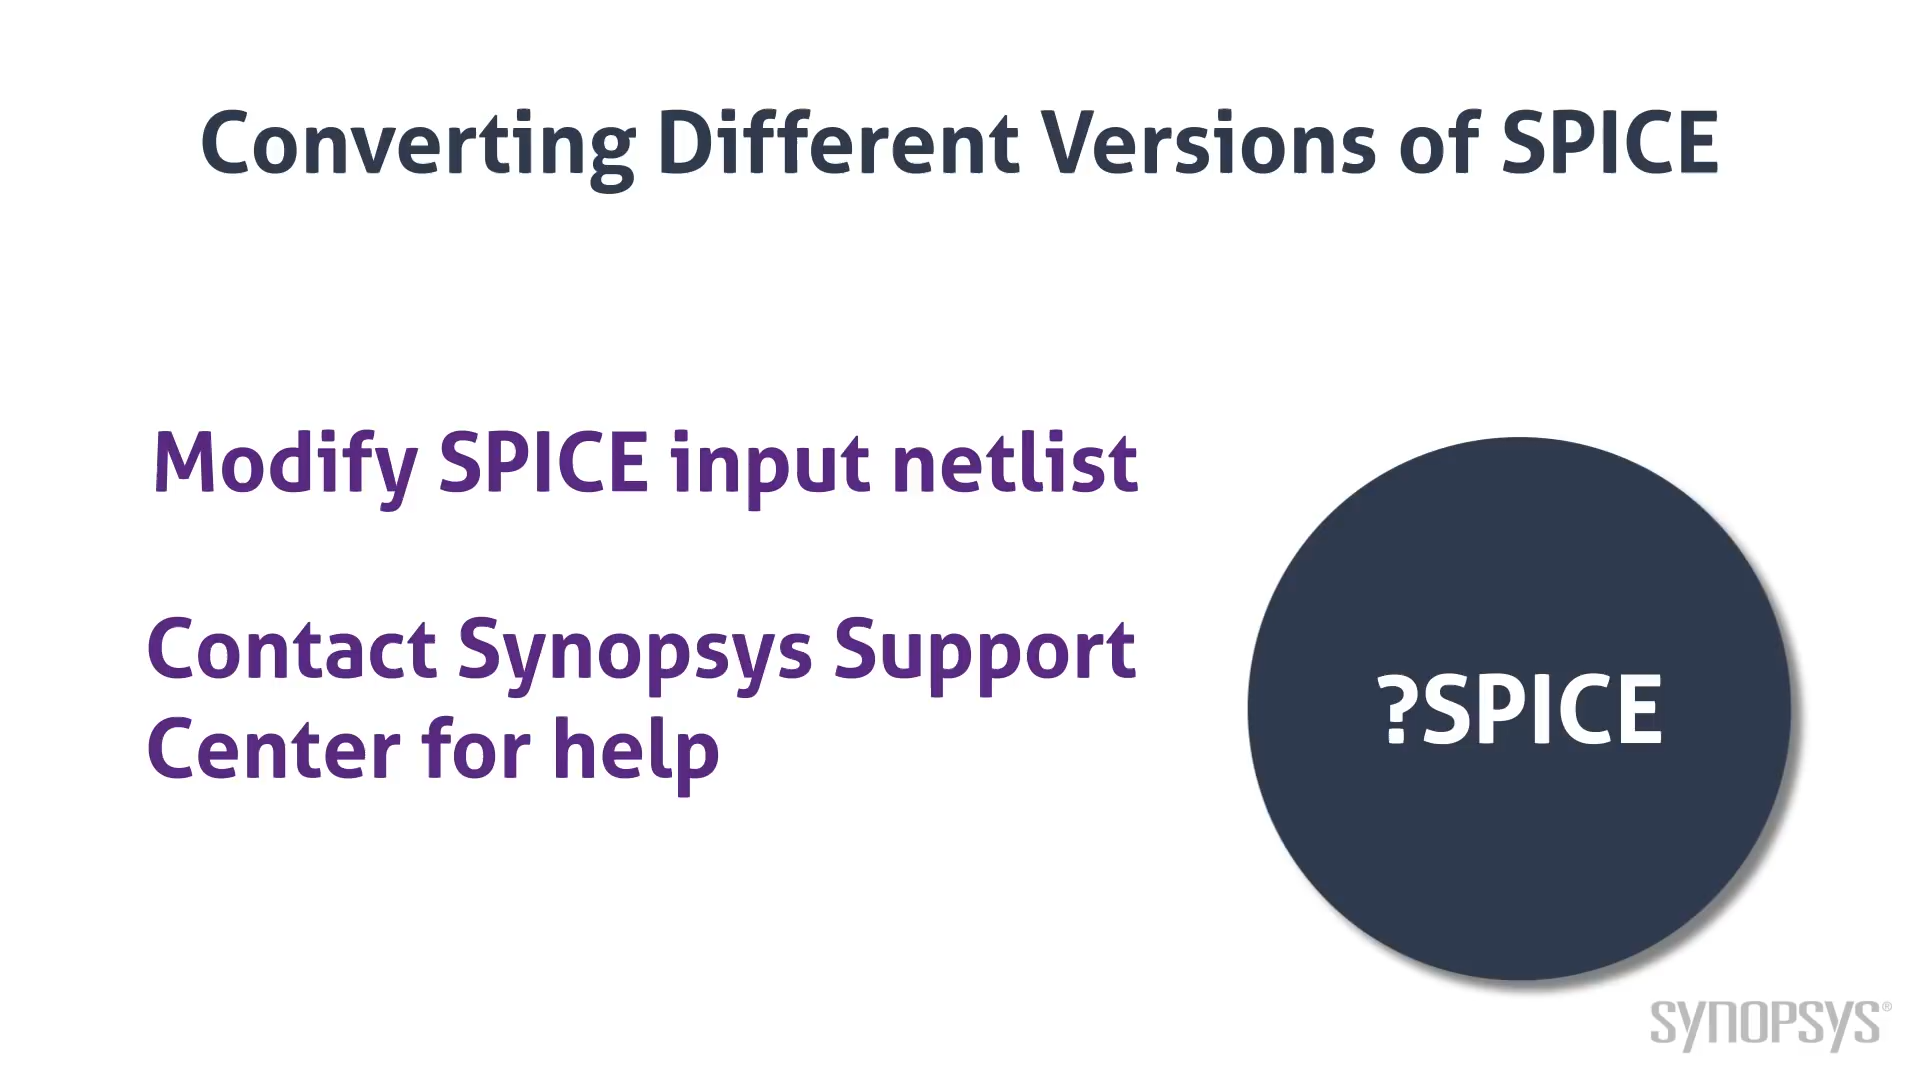 Converting Different Versions of SPICE
Modify SPICE input netlist
Contact Synopsys Support
Center for help
?SPICE
SYNOPSYS®